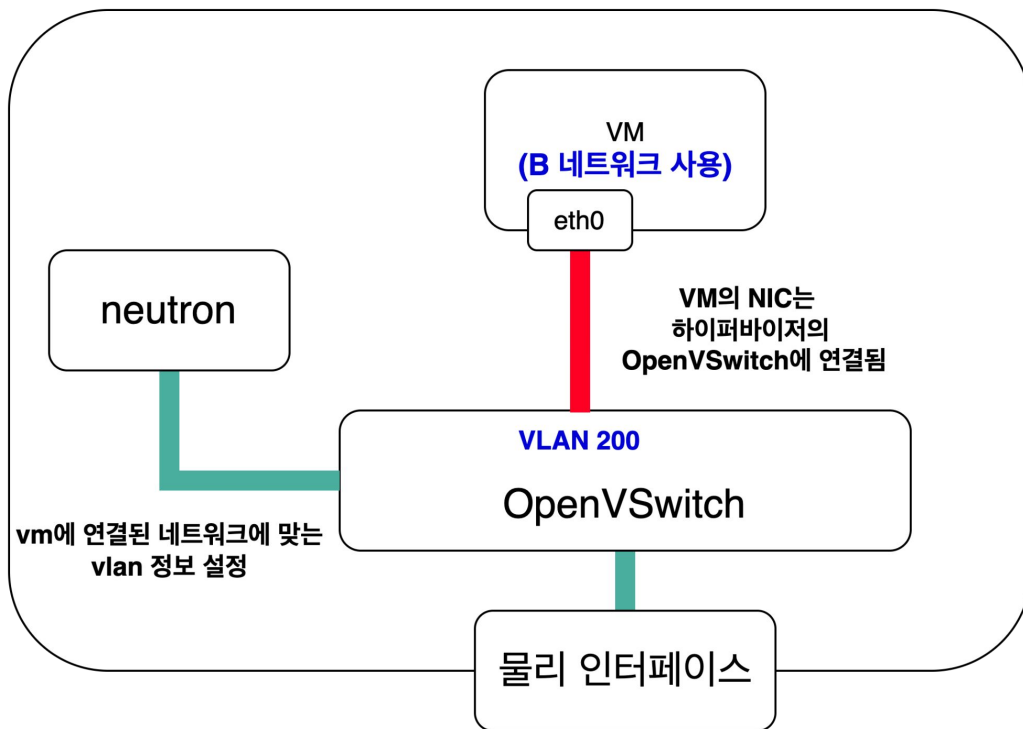 VM
(B 네트워크 사용)
eth0
neutron
VM의 NIC는
하이퍼바이저의
OpenVSwitch에 연결됨
VLAN 200
OpenVSwitch
vm에 연결된 네트워크에 맞는
vlan 정보 설정
물리 인터페이스